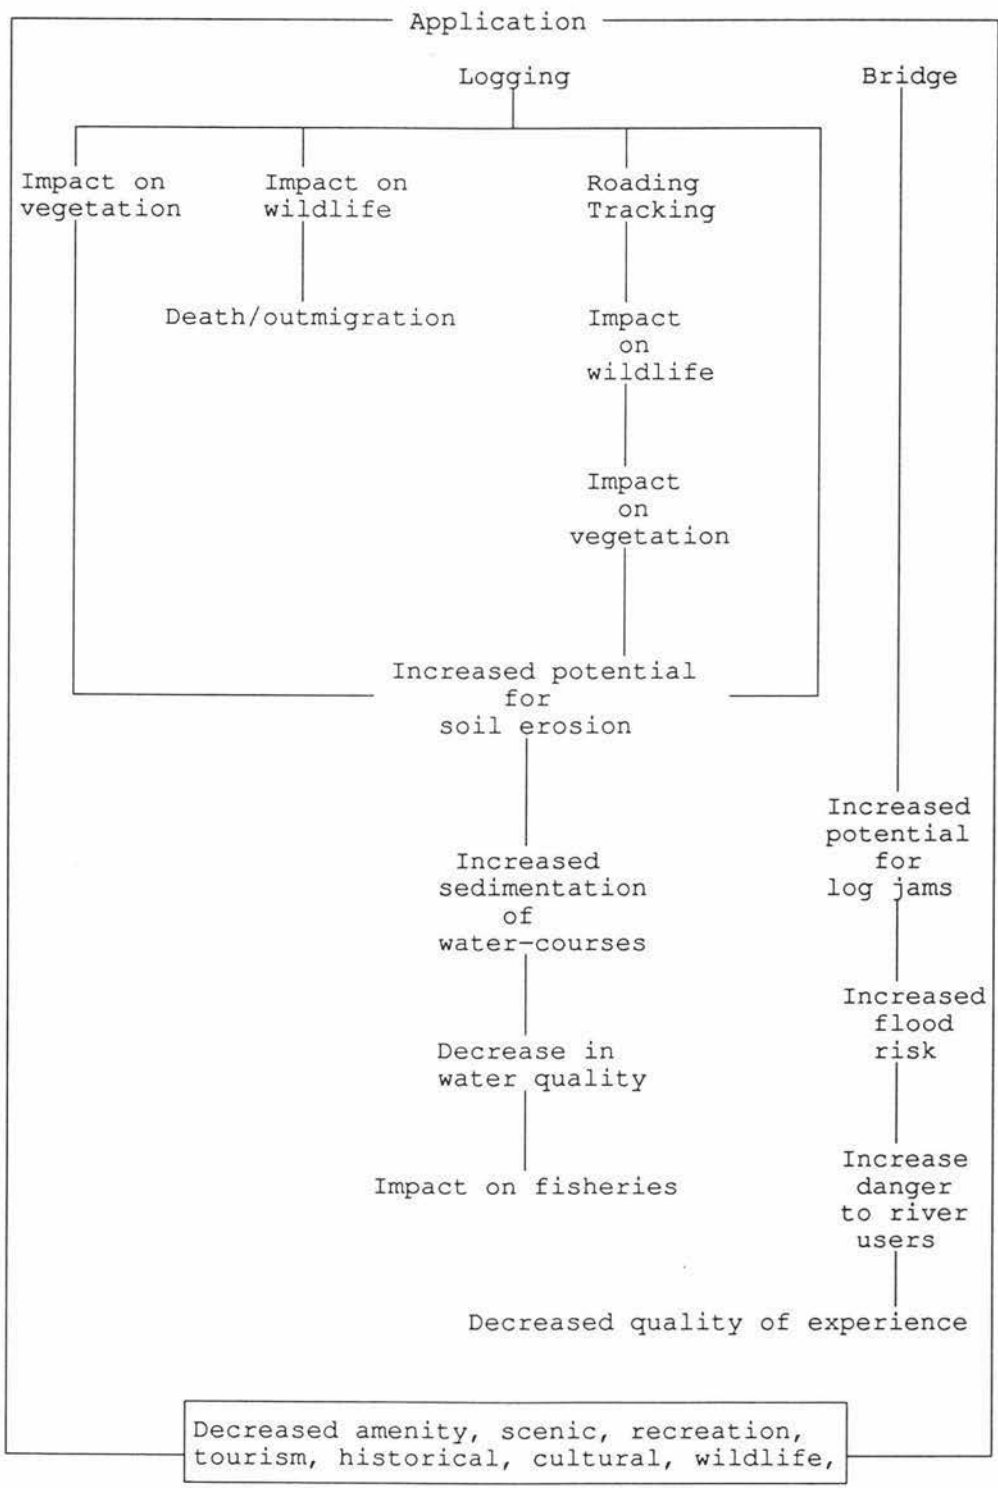 Application
Logging
Bridge
Impact on
vegetation
Impact on
wildlife
Roading
Tracking
Death/outmigration
Impact
on
wildlife
Impact
on
vegetation
Increased potential
for
soil erosion
Increased
sedimentation
of
water-courses
Decrease in
water quality
Impact on fisheries
Increased
potential
for
log jams
Increased
flood
risk
Increase
danger
to river
users
Decreased quality of experience
Decreased amenity, scenic, recreation,
tourism, historical, cultural, wildlife,